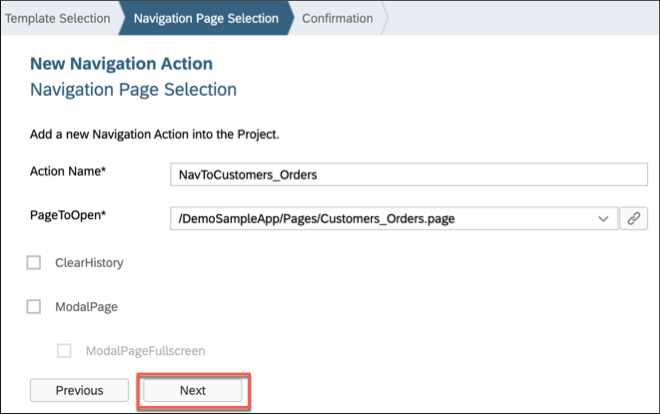 Template Selection
Navigation Page Selection
Confirmation
New Navigation Action
Navigation Page Selection
Add a new Navigation Action into the Project.
Action Name*
NavToCustomers_Orders
PageToOpen*
/DemoSampleApp/Pages/Customers_Orders.page
ClearHistory
ModalPage
ModalPageFullscreen
Previous
Next